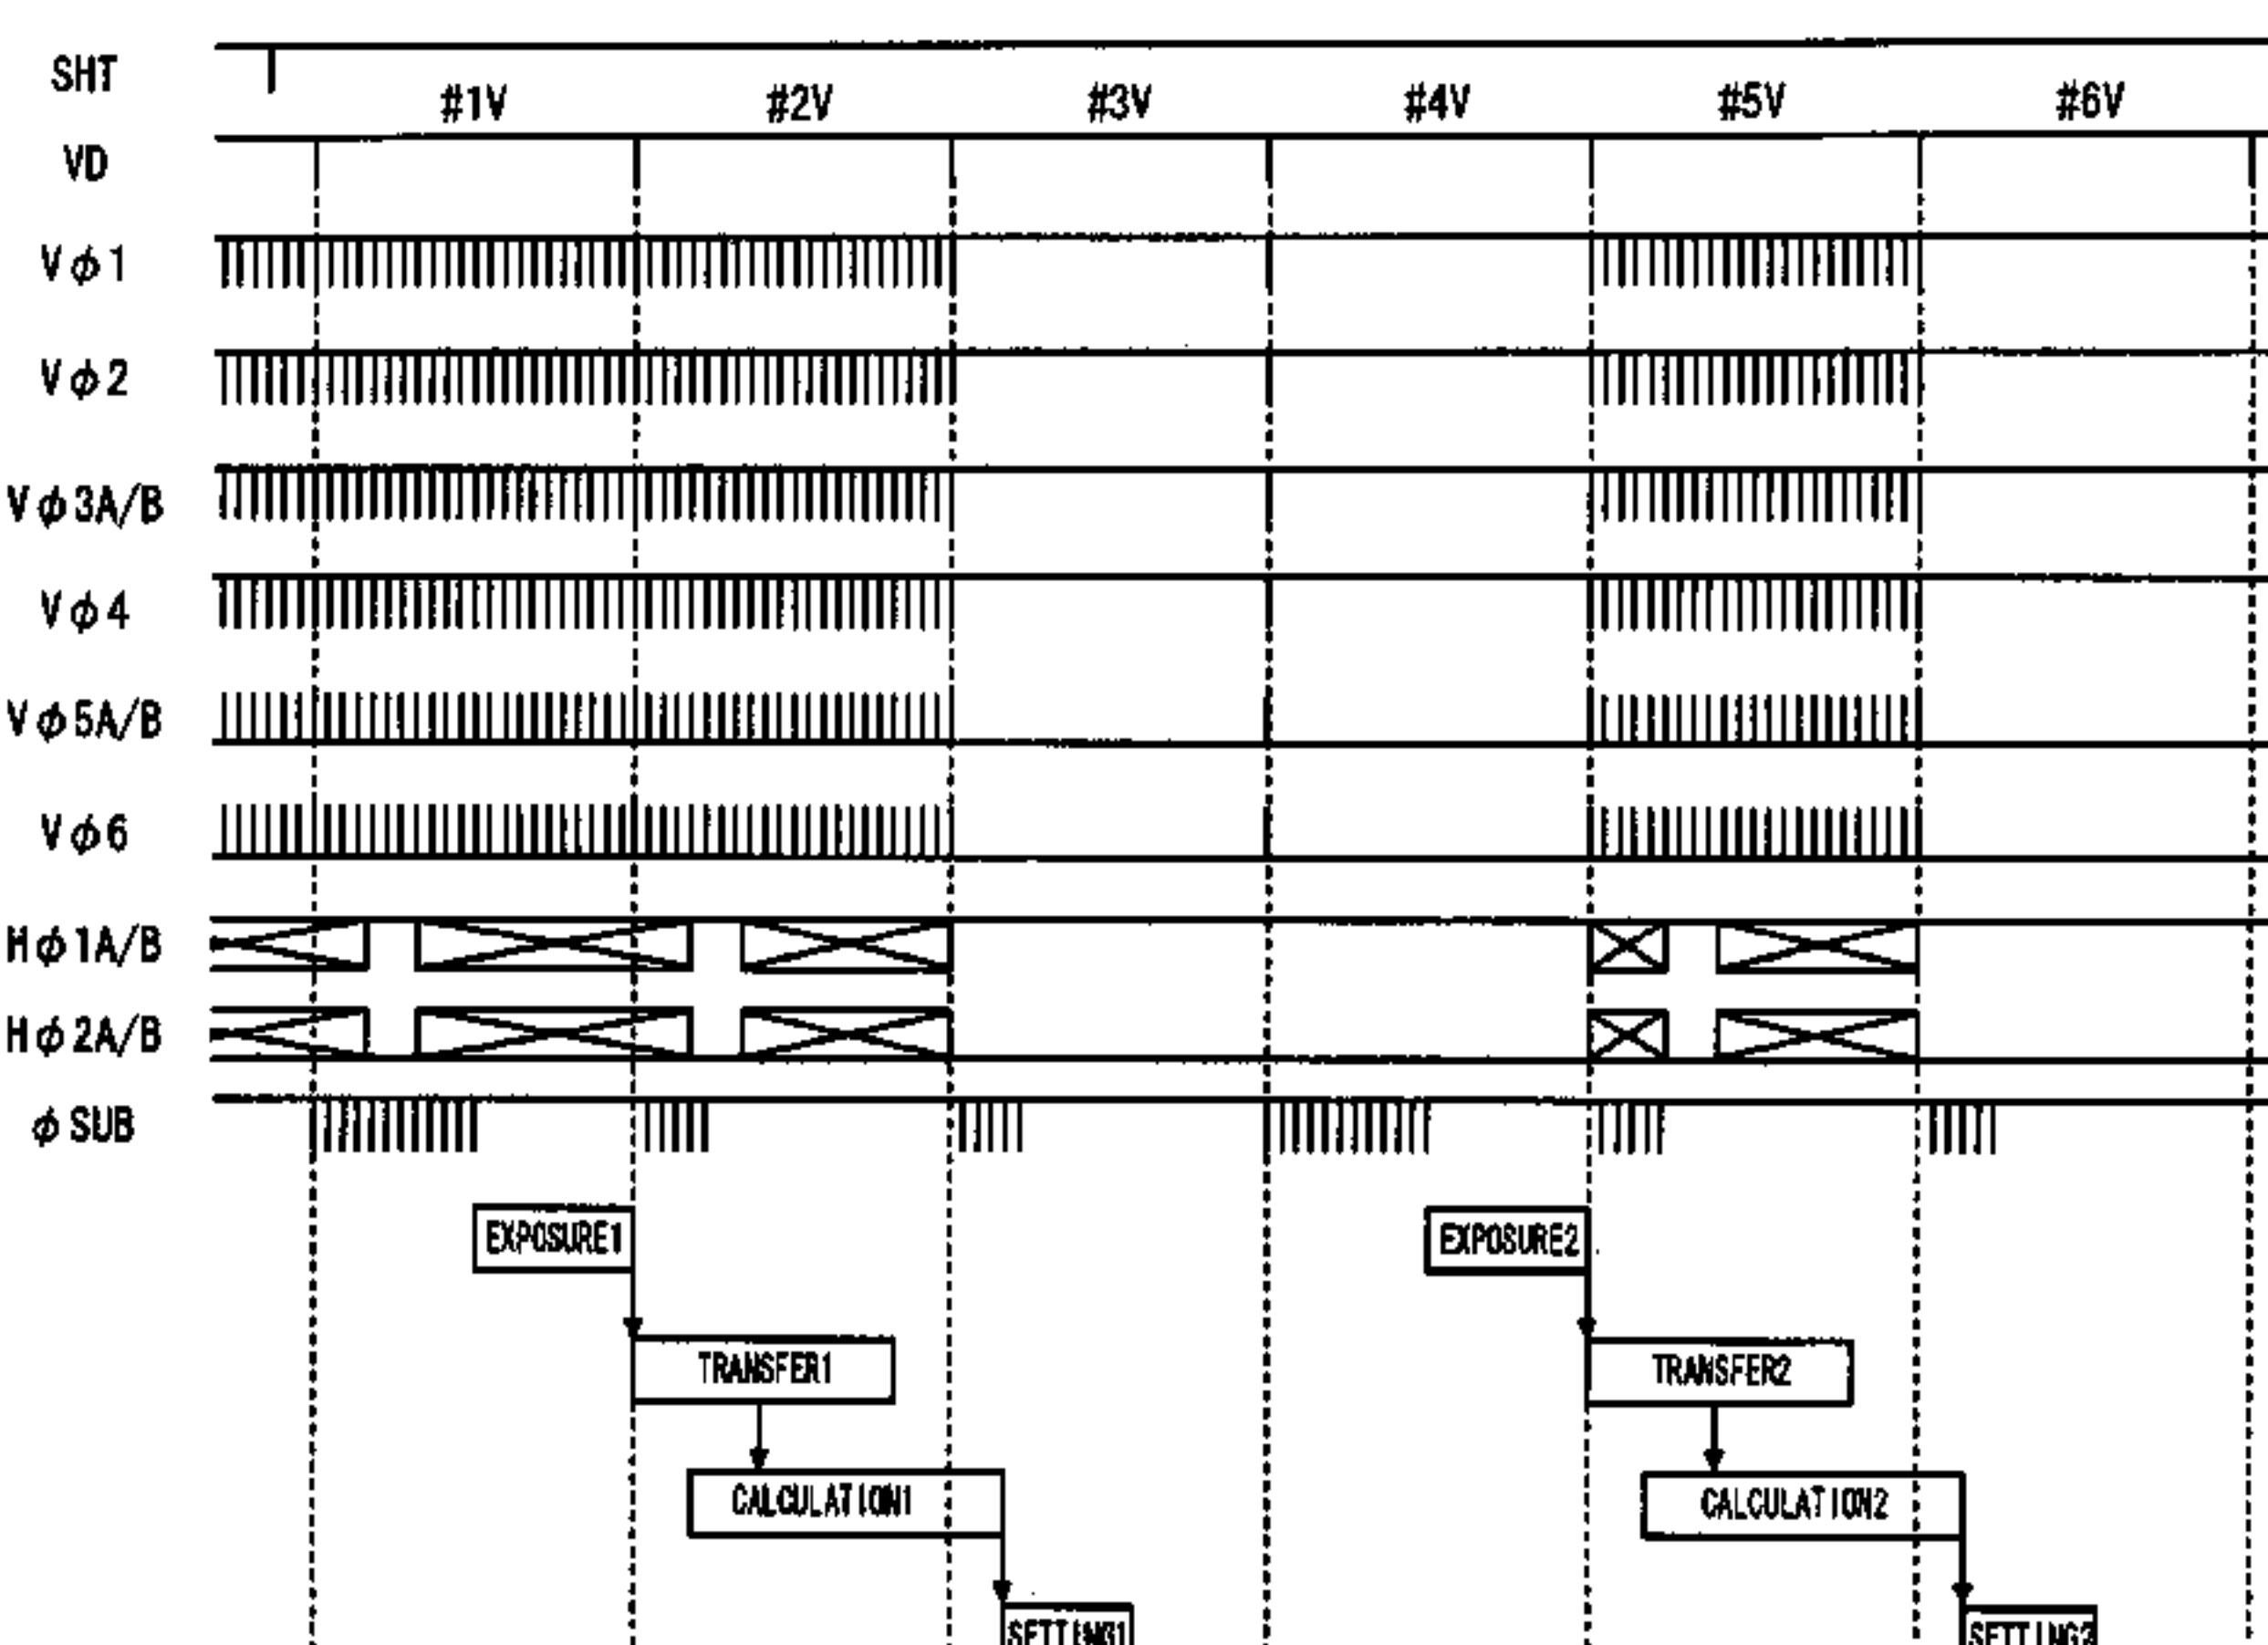 SHT
#1V #2V #3V #4V #5V #6V
VD
Vφ1
Vφ2
Vφ3A/B
Vφ4
Vφ5A/B
Vφ6
Hφ1A/B
Hφ2A/B
φSUB
EXPOSURE1 EXPOSURE2
TRANSFER1 TRANSFER2
CALCULATION1 CALCULATION2
SETTING1